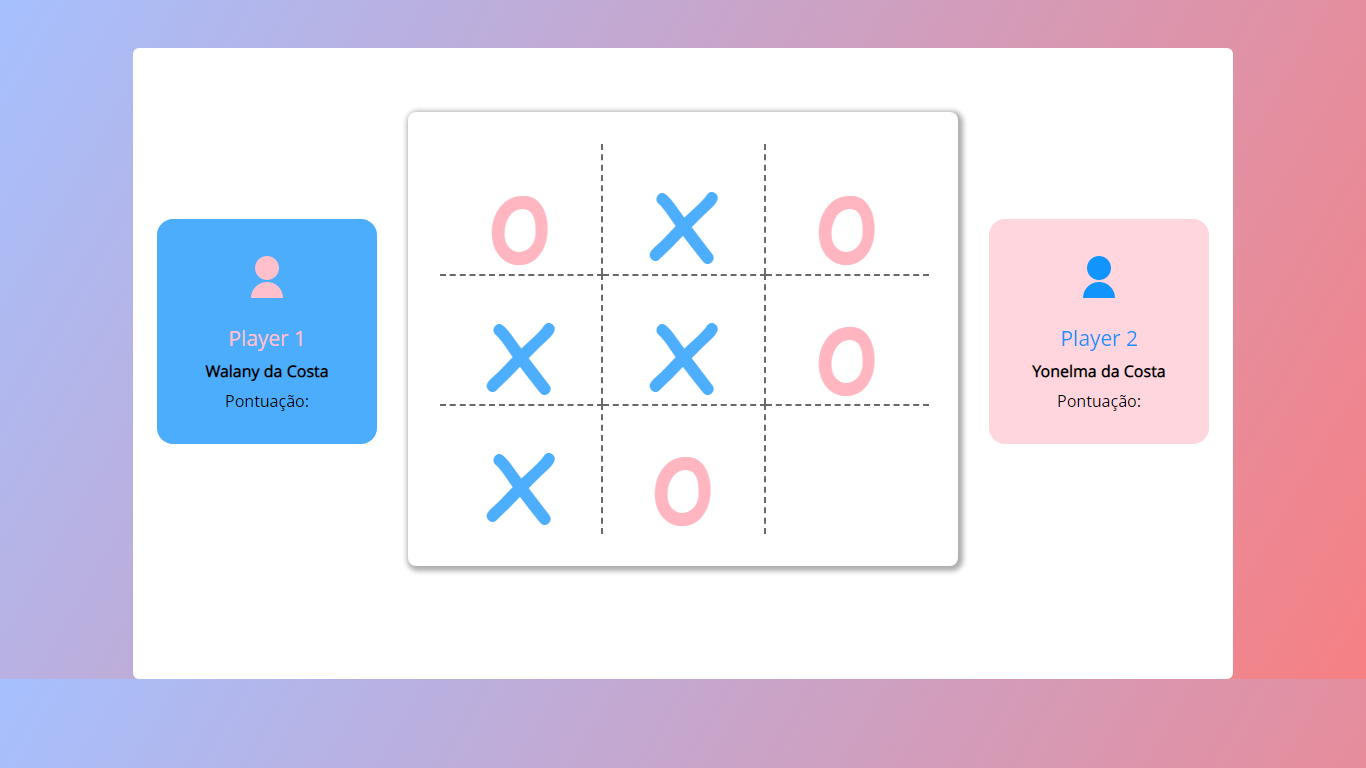 O X O
Player 1
Walany da Costa
Pontuação:
X X O
Player 2
Yonelma da Costa
Pontuação:
X O